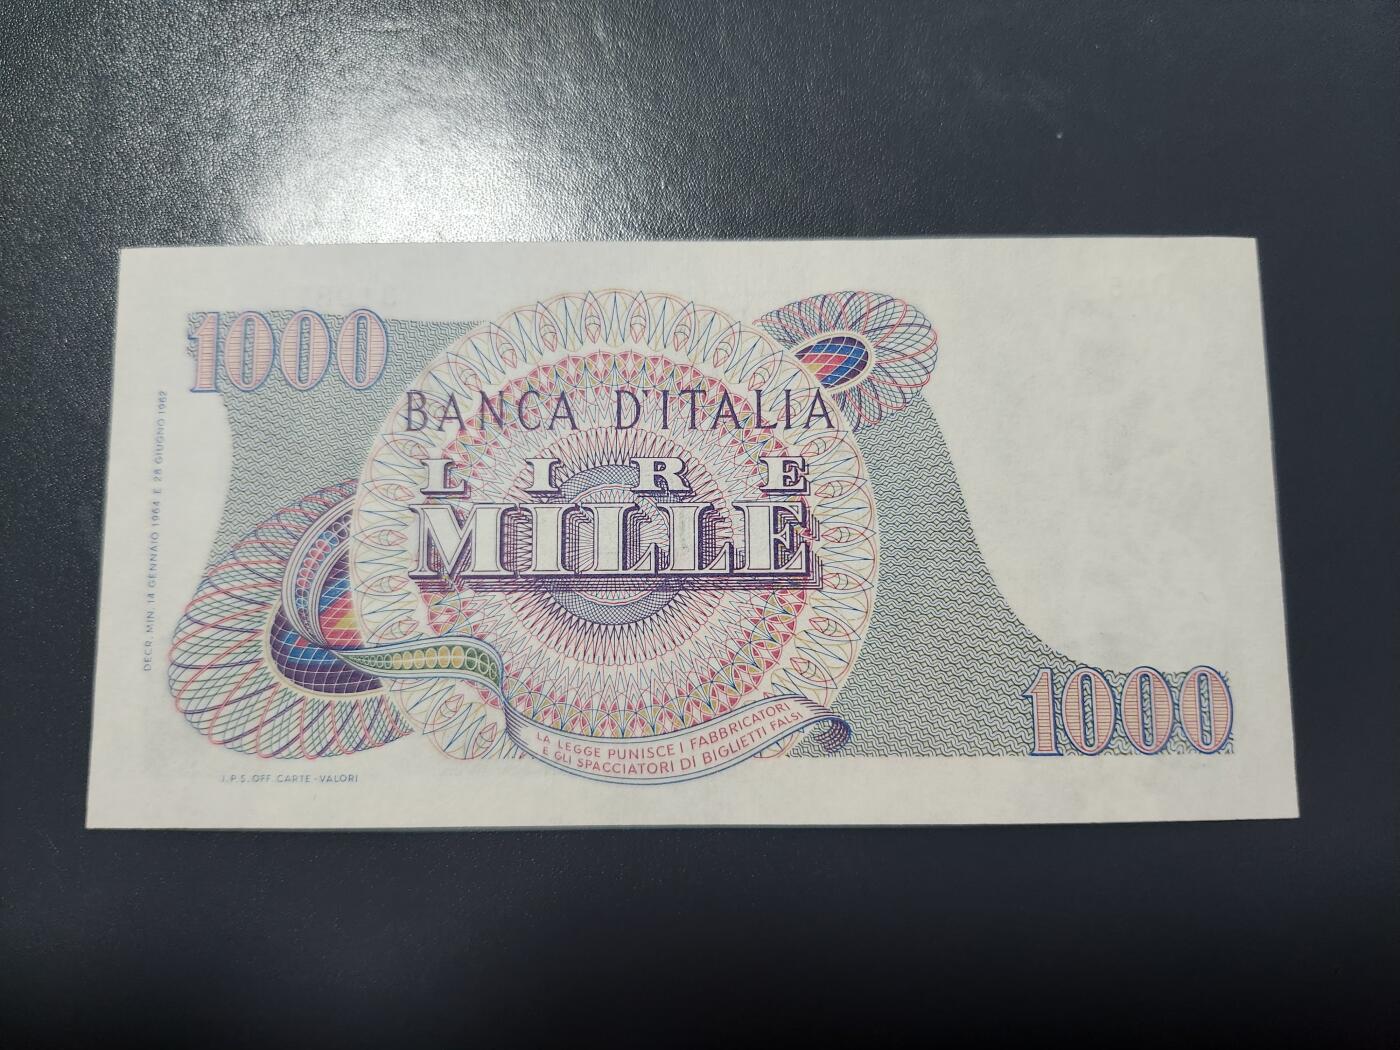 1000
BANCA D'ITALIA
LIRE
MILLE
DECR. MIN. 14 GENNAIO 1964 E 28 GIUGNO 1962
LA LEGGE PUNISCE I FABBRICATORI
E GLI SPACCIATORI DI BIGLIETTI FALSI
1000
I.P.S. OFF. CARTE-VALORI